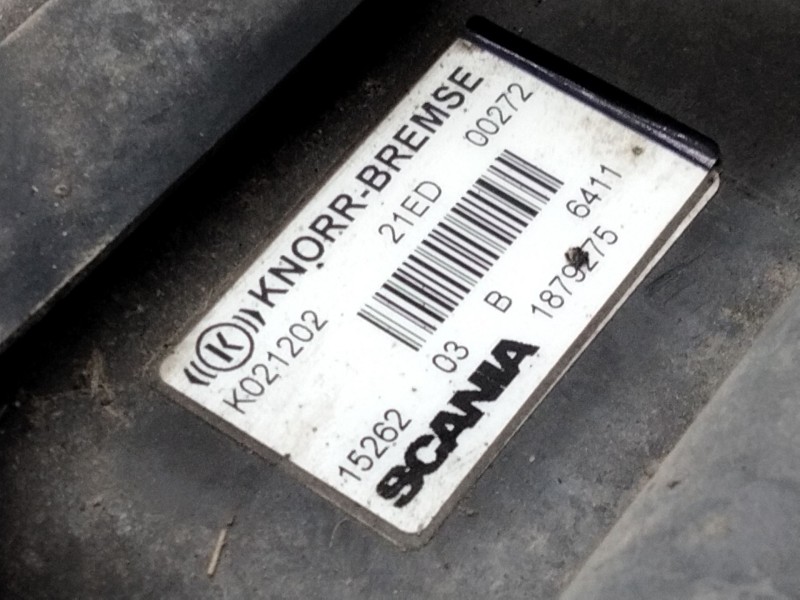 ((K)) KNORR-BREMSE
K021202 21ED 00272
15262 03 B 6411
SCANIA 1879275